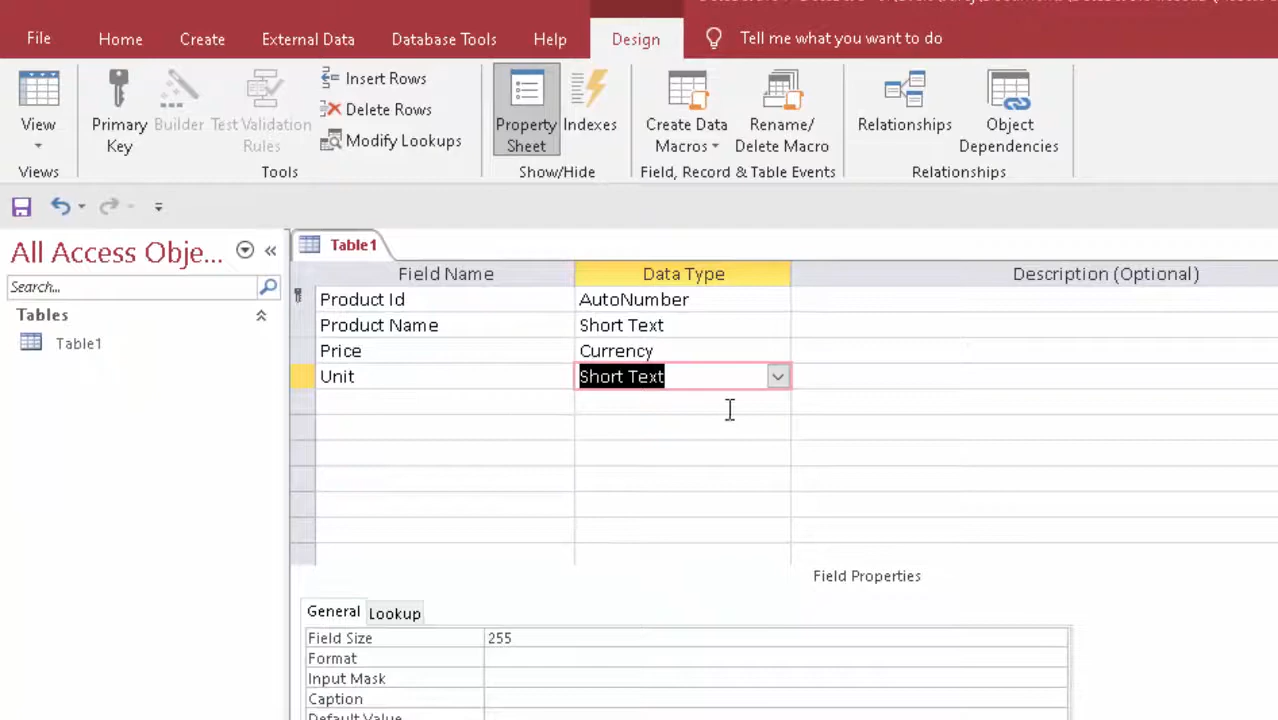 File Home Create External Data Database Tools Help Design Tell me what you want to do
View
Views
Primary
Key
Builder
Test Validation
Rules
Insert Rows
Delete Rows
Modify Lookups
Tools
Property
Sheet
Indexes
Show/Hide
Create Data
Macros
Rename/
Delete Macro
Field, Record & Table Events
Relationships
Object
Dependencies
Relationships
All Access Obje...
Search...
Tables
Table1
Table1
Field Name Data Type Description (Optional)
Product Id AutoNumber
Product Name Short Text
Price Currency
Unit Short Text
Field Properties
General Lookup
Field Size 255
Format
Input Mask
Caption
Default Value